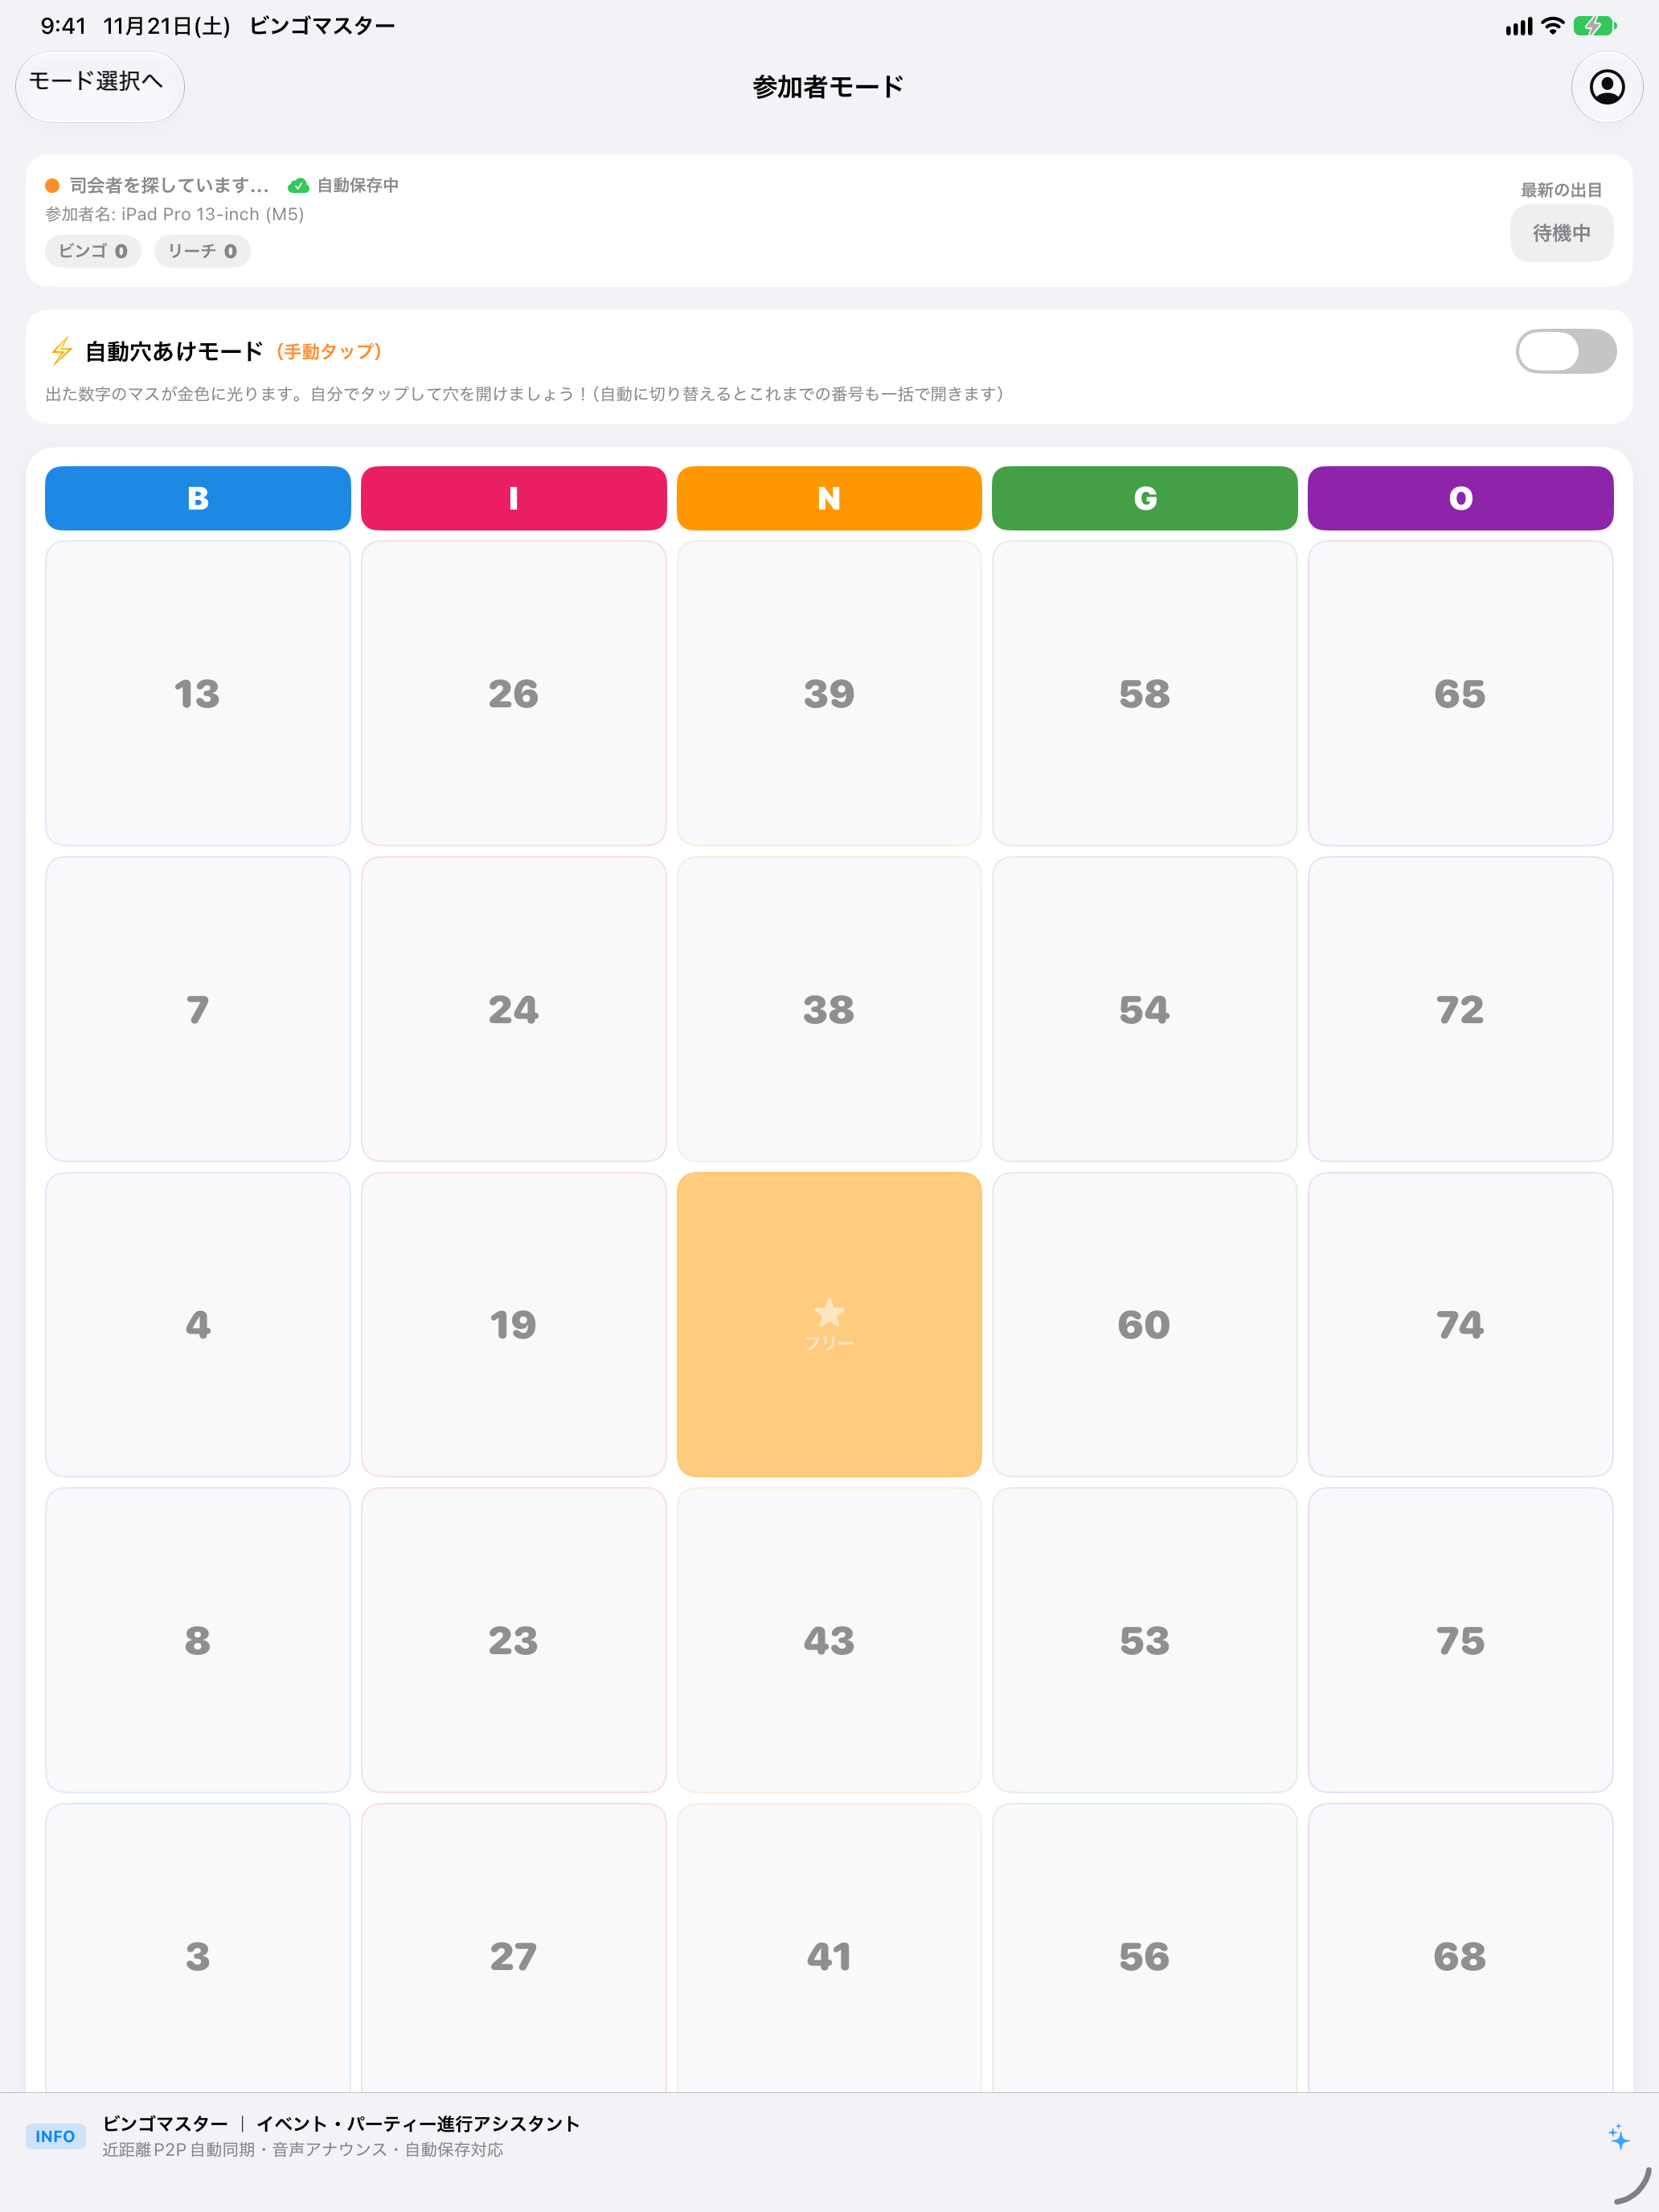 9:41 11月21日(土) ビンゴマスター
モード選択へ
参加者モード
司会者を探しています... 自動保存中
参加者名: iPad Pro 13-inch (M5)
ビンゴ 0 リーチ 0
最新の出目
待機中
自動穴あけモード (手動タップ)
出た数字のマスが金色に光ります。自分でタップして穴を開けましょう！（自動に切り替えるとこれまでの番号も一括で開きます）
B I N G O
13 26 39 58 65
7 24 38 54 72
4 19 フリー 60 74
8 23 43 53 75
3 27 41 56 68
INFO
ビンゴマスター ｜ イベント・パーティー進行アシスタント
近距離P2P自動同期・音声アナウンス・自動保存対応